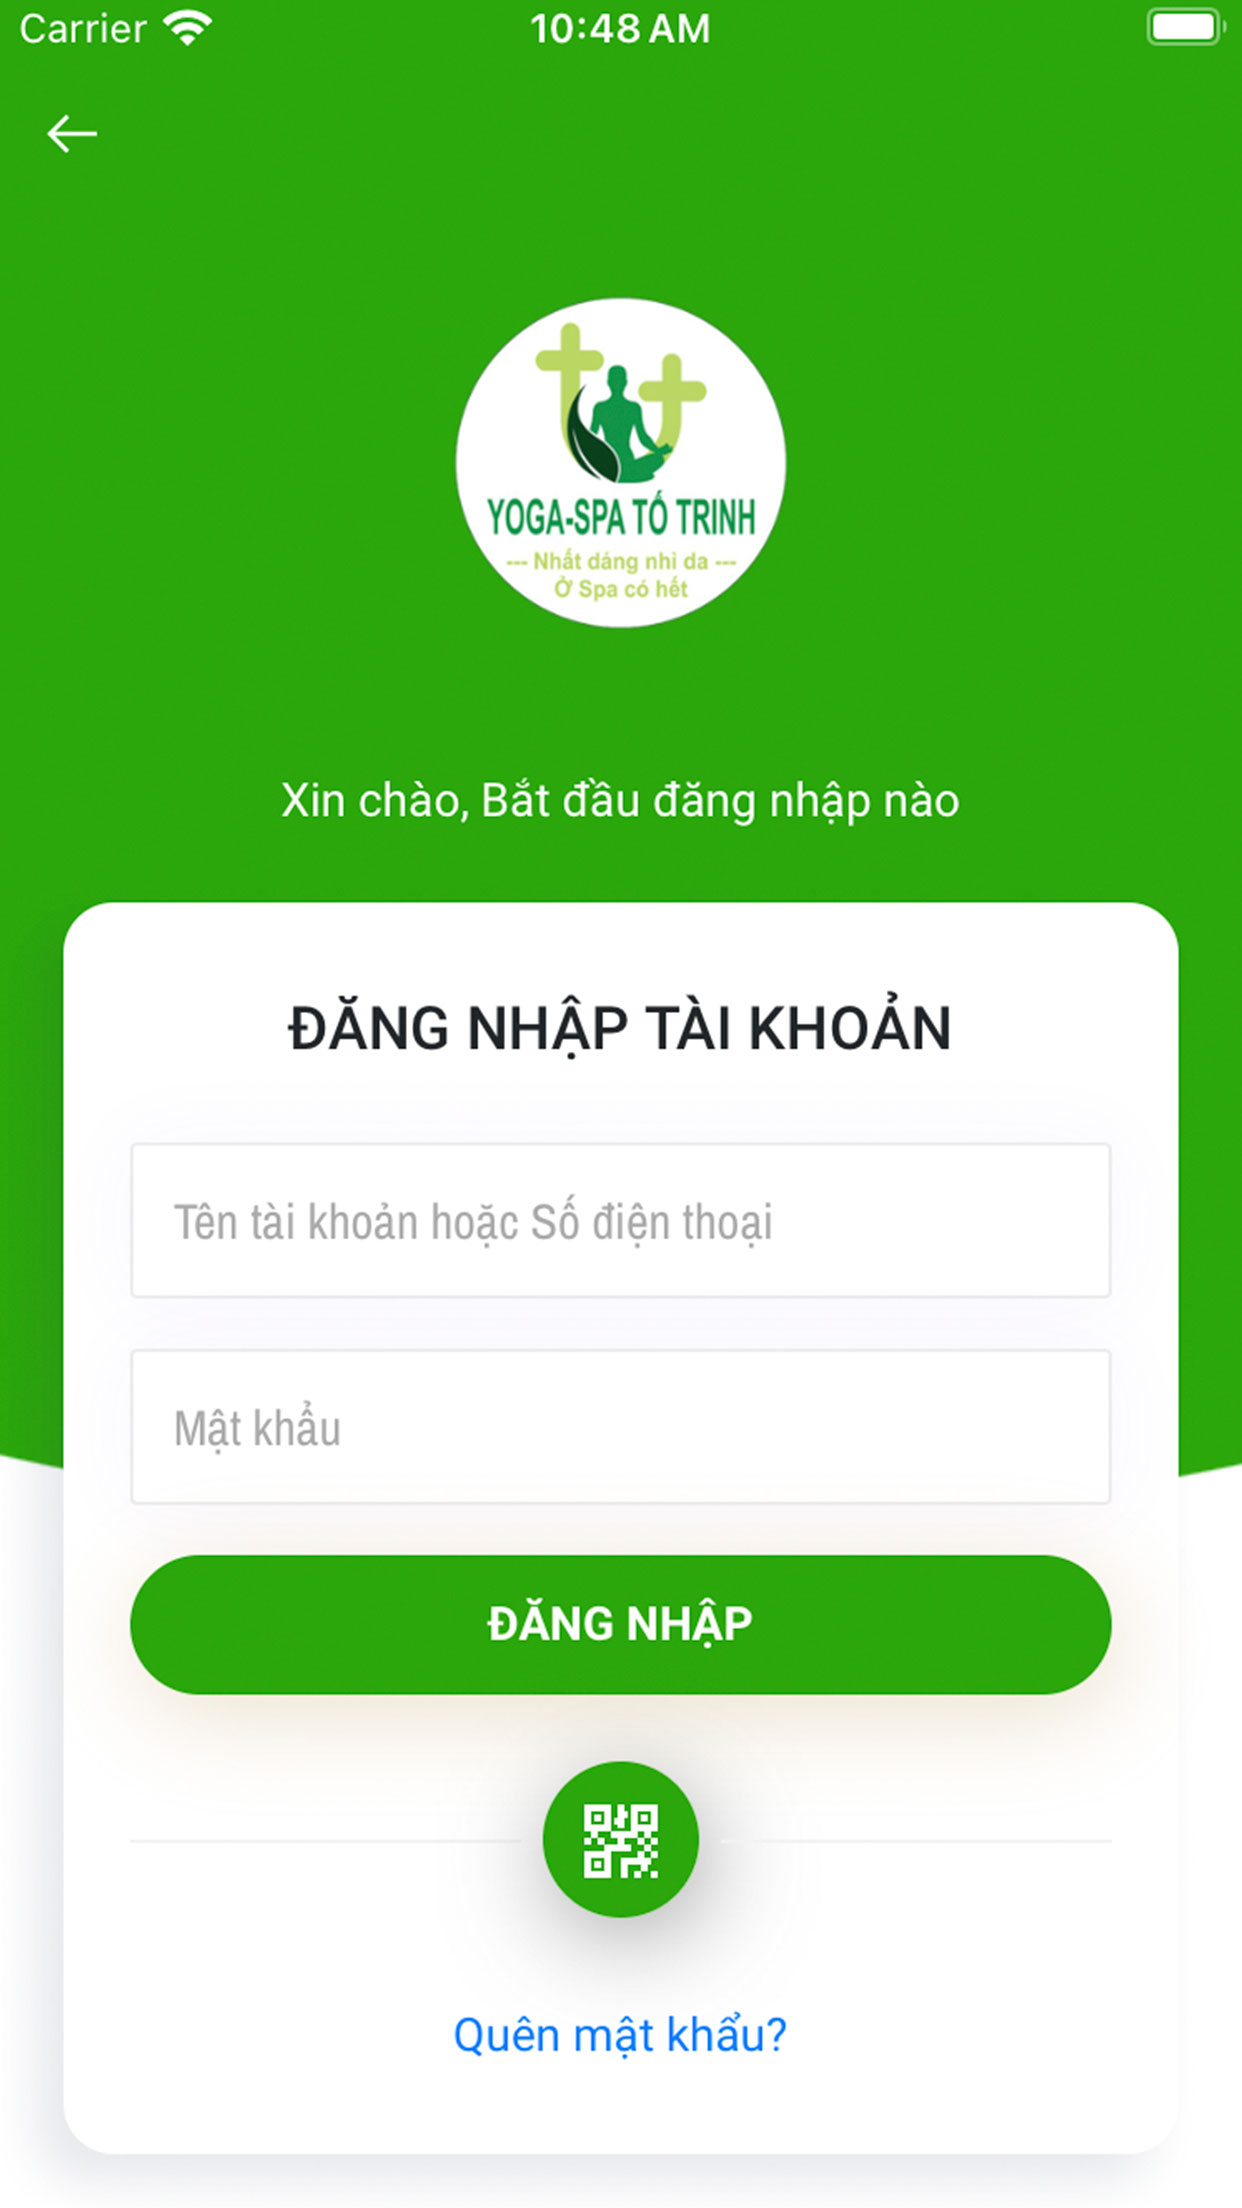 Carrier 10:48 AM
YOGA-SPA TỐ TRINH
--- Nhất dáng nhì da ---
Ở Spa có hết
Xin chào, Bắt đầu đăng nhập nào
ĐĂNG NHẬP TÀI KHOẢN
Tên tài khoản hoặc Số điện thoại
Mật khẩu
ĐĂNG NHẬP
Quên mật khẩu?